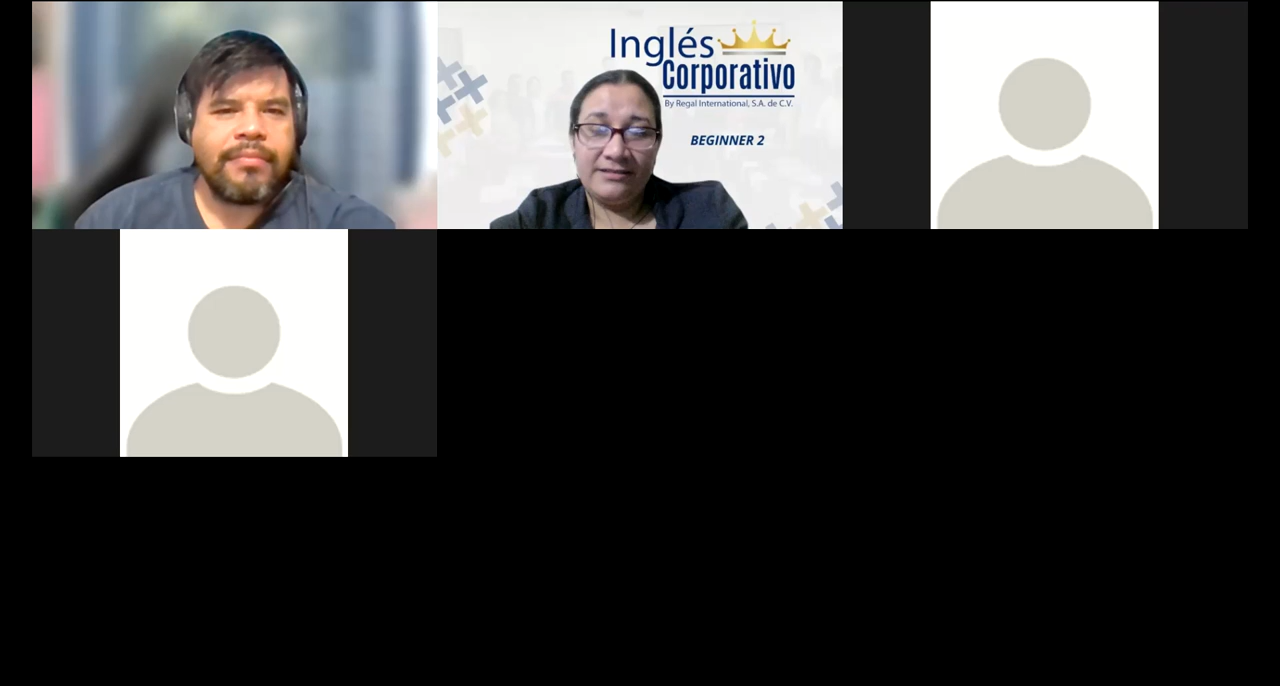 Inglés
Corporativo
By Regal International, S.A. de C.V.
BEGINNER 2